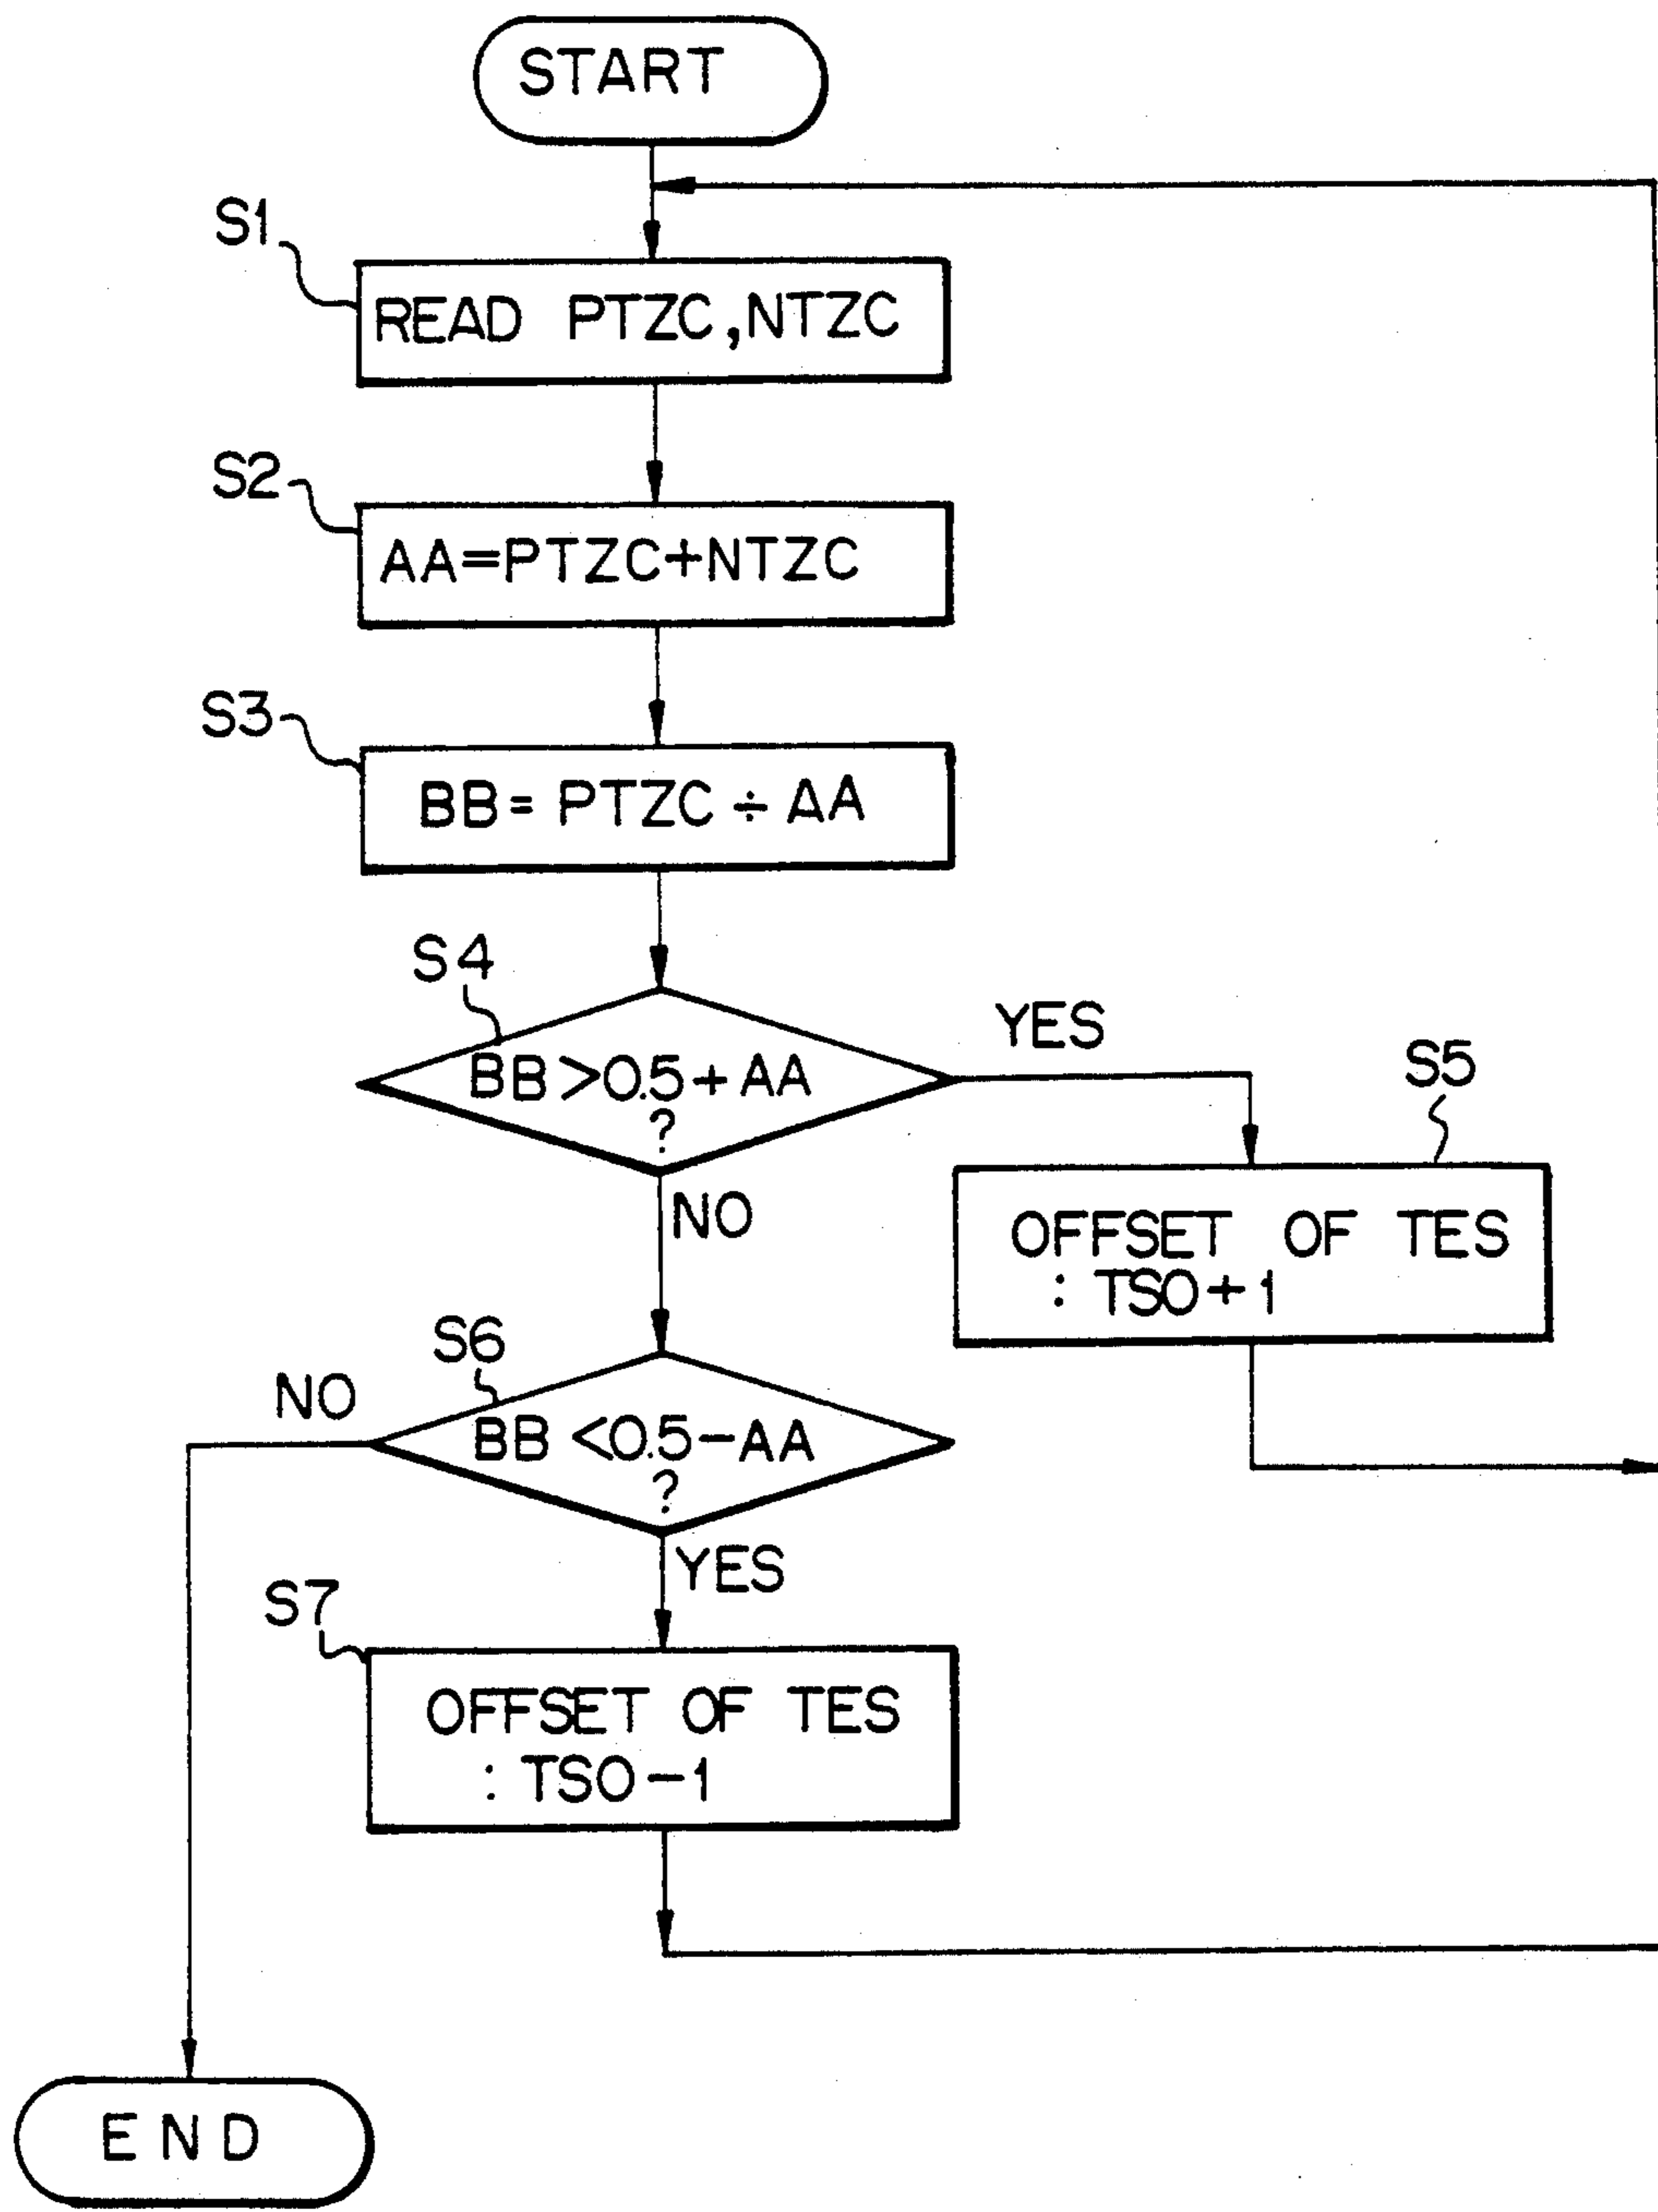 START
S1
READ PTZC,NTZC
S2
AA=PTZC+NTZC
S3
BB= PTZC ÷ AA
S4
BB>0.5+AA
?
YES
NO
S5
OFFSET OF TES
: TSO+1
S6
NO
BB<0.5-AA
?
YES
S7
OFFSET OF TES
: TSO-1
END